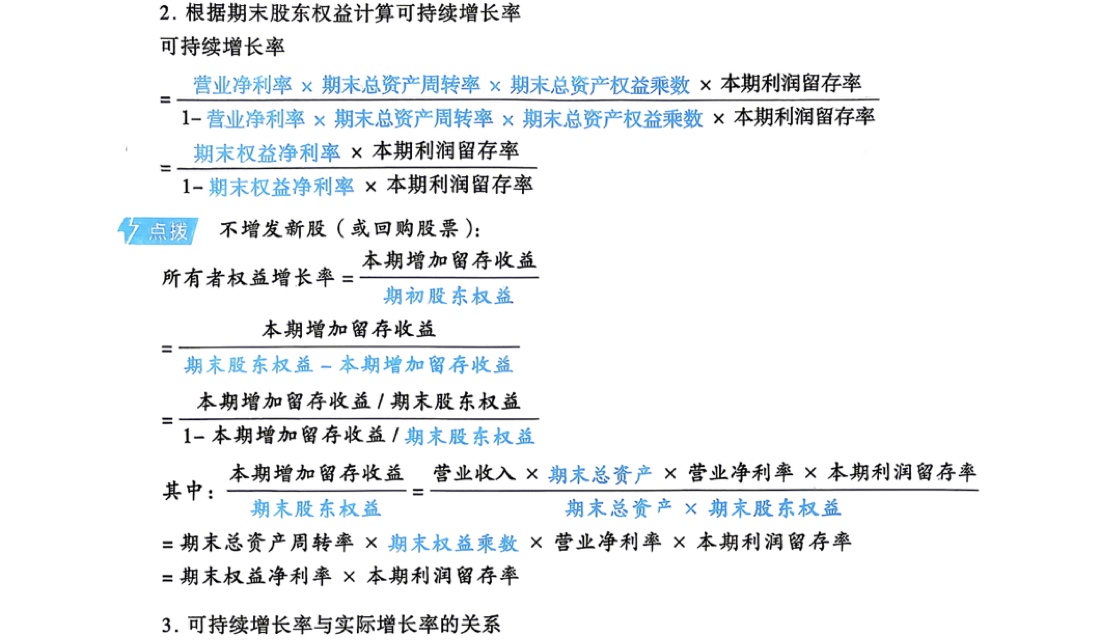 2. 根据期末股东权益计算可持续增长率
可持续增长率
= 营业净利率 × 期末总资产周转率 × 期末总资产权益乘数 × 本期利润留存率
1- 营业净利率 × 期末总资产周转率 × 期末总资产权益乘数 × 本期利润留存率
= 期末权益净利率 × 本期利润留存率
1- 期末权益净利率 × 本期利润留存率
点拨 不增发新股（或回购股票）：
所有者权益增长率 = 本期增加留存收益
期初股东权益
= 本期增加留存收益
期末股东权益 - 本期增加留存收益
= 本期增加留存收益 / 期末股东权益
1- 本期增加留存收益 / 期末股东权益
其中： 本期增加留存收益 = 营业收入 × 期末总资产 × 营业净利率 × 本期利润留存率
期末股东权益 期末总资产 × 期末股东权益
= 期末总资产周转率 × 期末权益乘数 × 营业净利率 × 本期利润留存率
= 期末权益净利率 × 本期利润留存率
3. 可持续增长率与实际增长率的关系